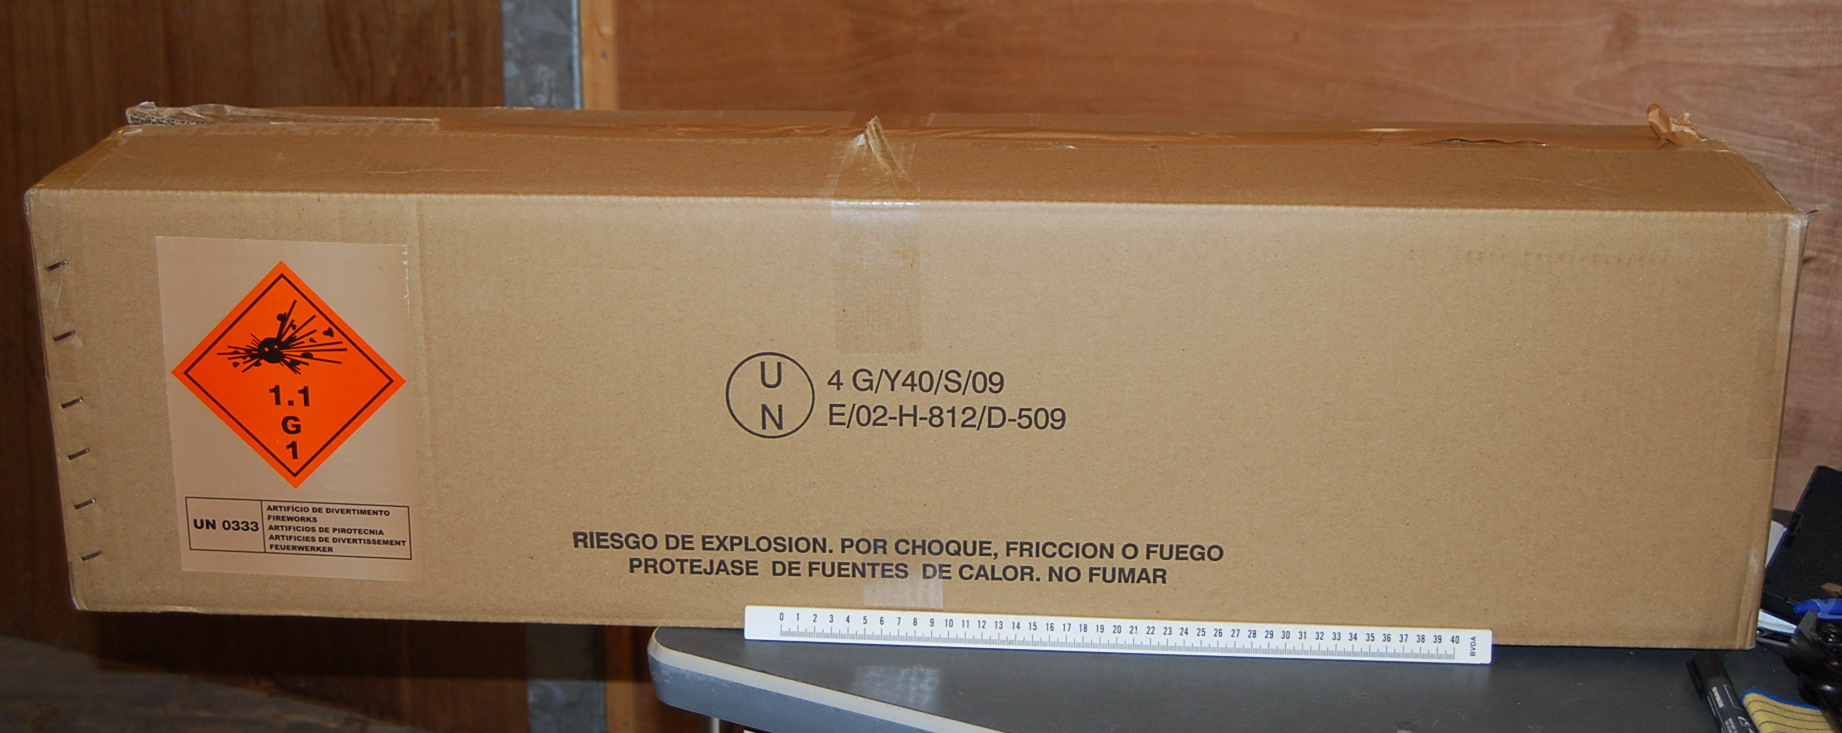 1.1
G
1
UN 0333
ARTIFÍCIO DE DIVERTIMENTO
FIREWORKS
ARTIFICIOS DE PIROTECNIA
ARTIFICIES DE DIVERTISSEMENT
FEUERWERKER
U
N
4 G/Y40/S/09
E/02-H-812/D-509
RIESGO DE EXPLOSION. POR CHOQUE, FRICCION O FUEGO
PROTEJASE DE FUENTES DE CALOR. NO FUMAR
0 1 2 3 4 5 6 7 8 9 10 11 12 13 14 15 16 17 18 19 20 21 22 23 24 25 26 27 28 29 30 31 32 33 34 35 36 37 38 39 40
BVDA